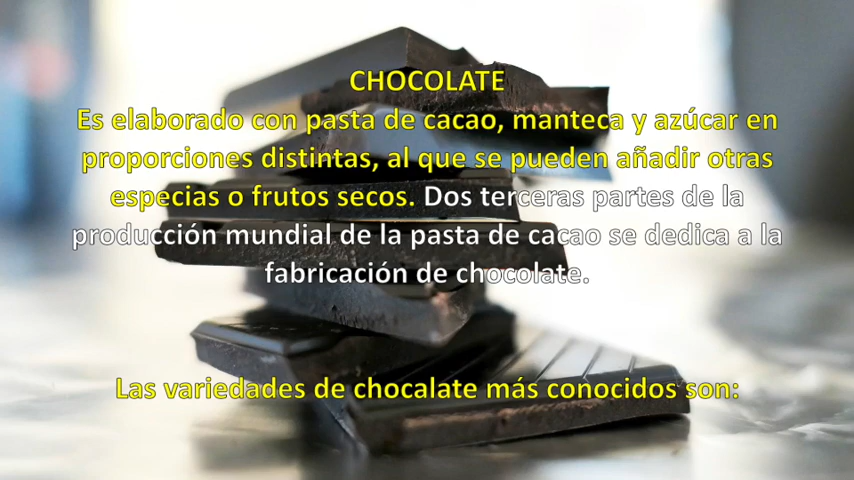 CHOCOLATE
Es elaborado con pasta de cacao, manteca y azúcar en
proporciones distintas, al que se pueden añadir otras
especias o frutos secos. Dos terceras partes de la
producción mundial de la pasta de cacao se dedica a la
fabricación de chocolate.
Las variedades de chocalate más conocidos son: